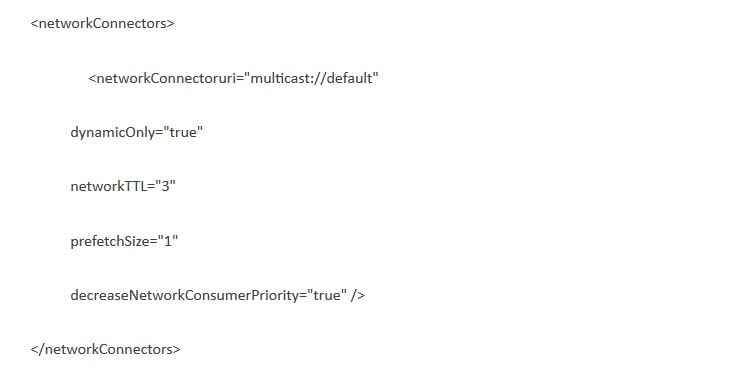 <networkConnectors>
<networkConnectoruri="multicast://default"
dynamicOnly="true"
networkTTL="3"
prefetchSize="1"
decreaseNetworkConsumerPriority="true" />
</networkConnectors>